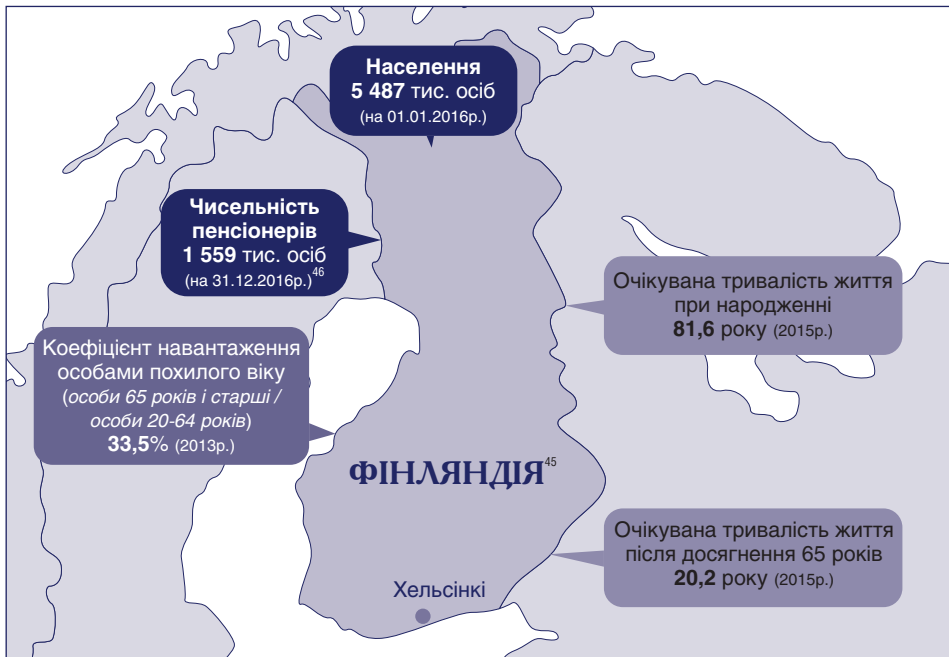 Населення
5 487 тис. осіб
(на 01.01.2016р.)
Чисельність
пенсіонерів
1 559 тис. осіб
(на 31.12.2016р.)46
Очікувана тривалість життя
при народженні
81,6 року (2015р.)
Коефіцієнт навантаження
особами похилого віку
(особи 65 років і старші /
особи 20-64 років)
33,5% (2013р.)
ФІНЛЯНДІЯ45
Очікувана тривалість життя
після досягнення 65 років
20,2 року (2015р.)
Хельсінкі